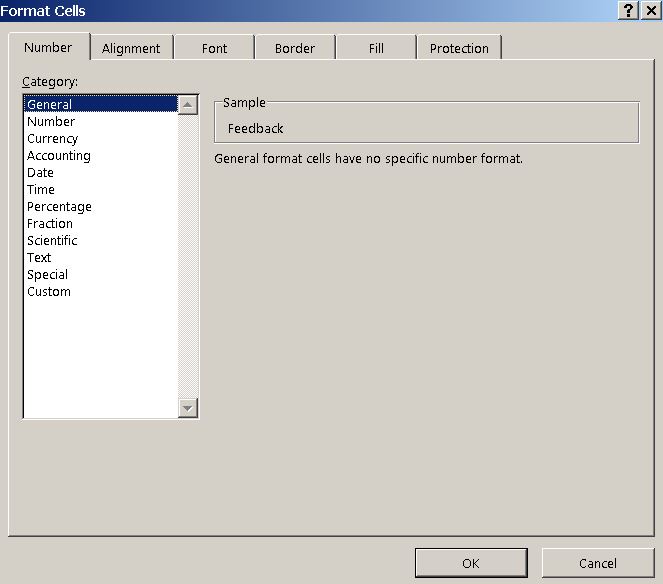 Format Cells
Number Alignment Font Border Fill Protection
Category:
General
Number
Currency
Accounting
Date
Time
Percentage
Fraction
Scientific
Text
Special
Custom
Sample
Feedback
General format cells have no specific number format.
OK Cancel